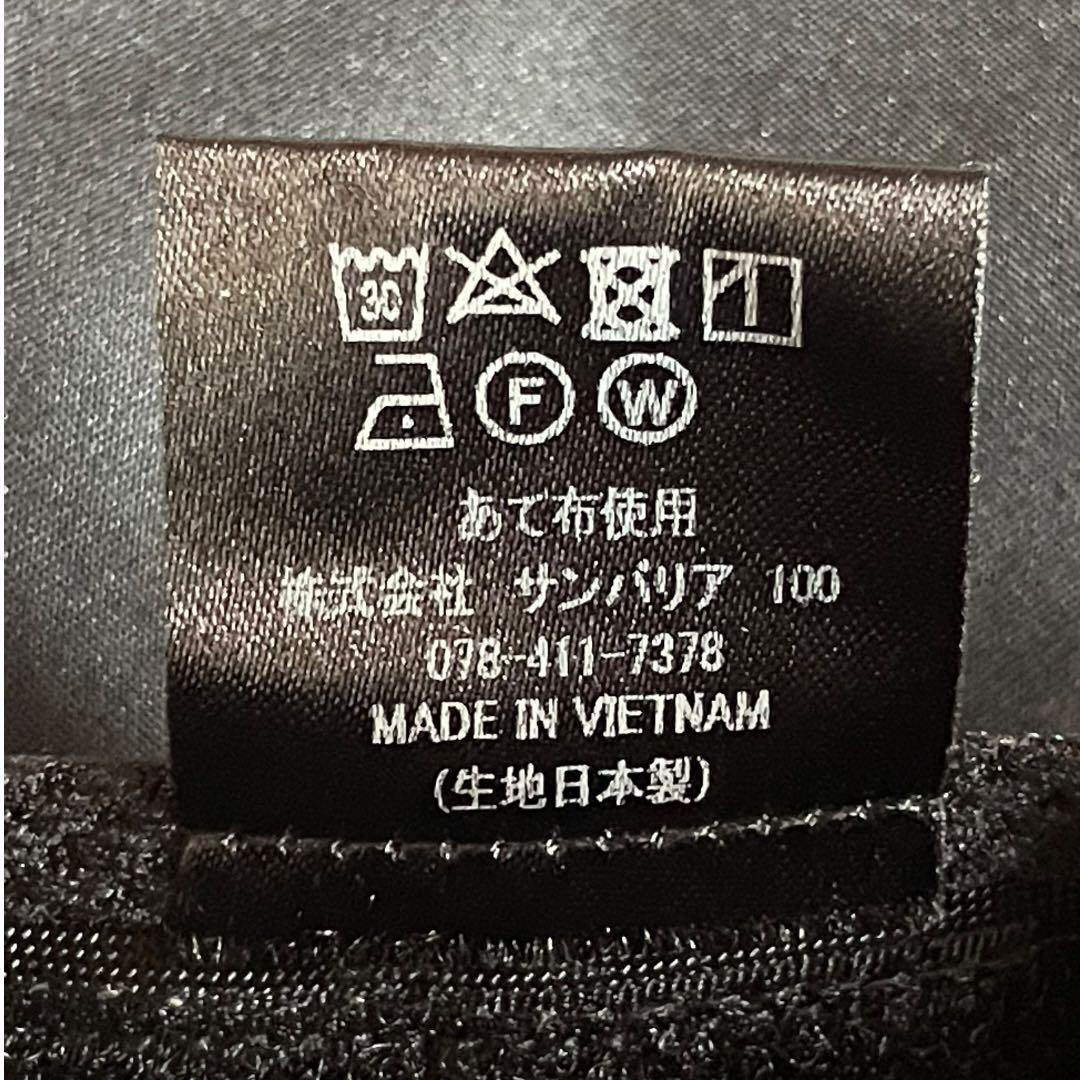 30
F W
あて布使用
株式会社 サンバリア 100
078-411-7378
MADE IN VIETNAM
(生地日本製)